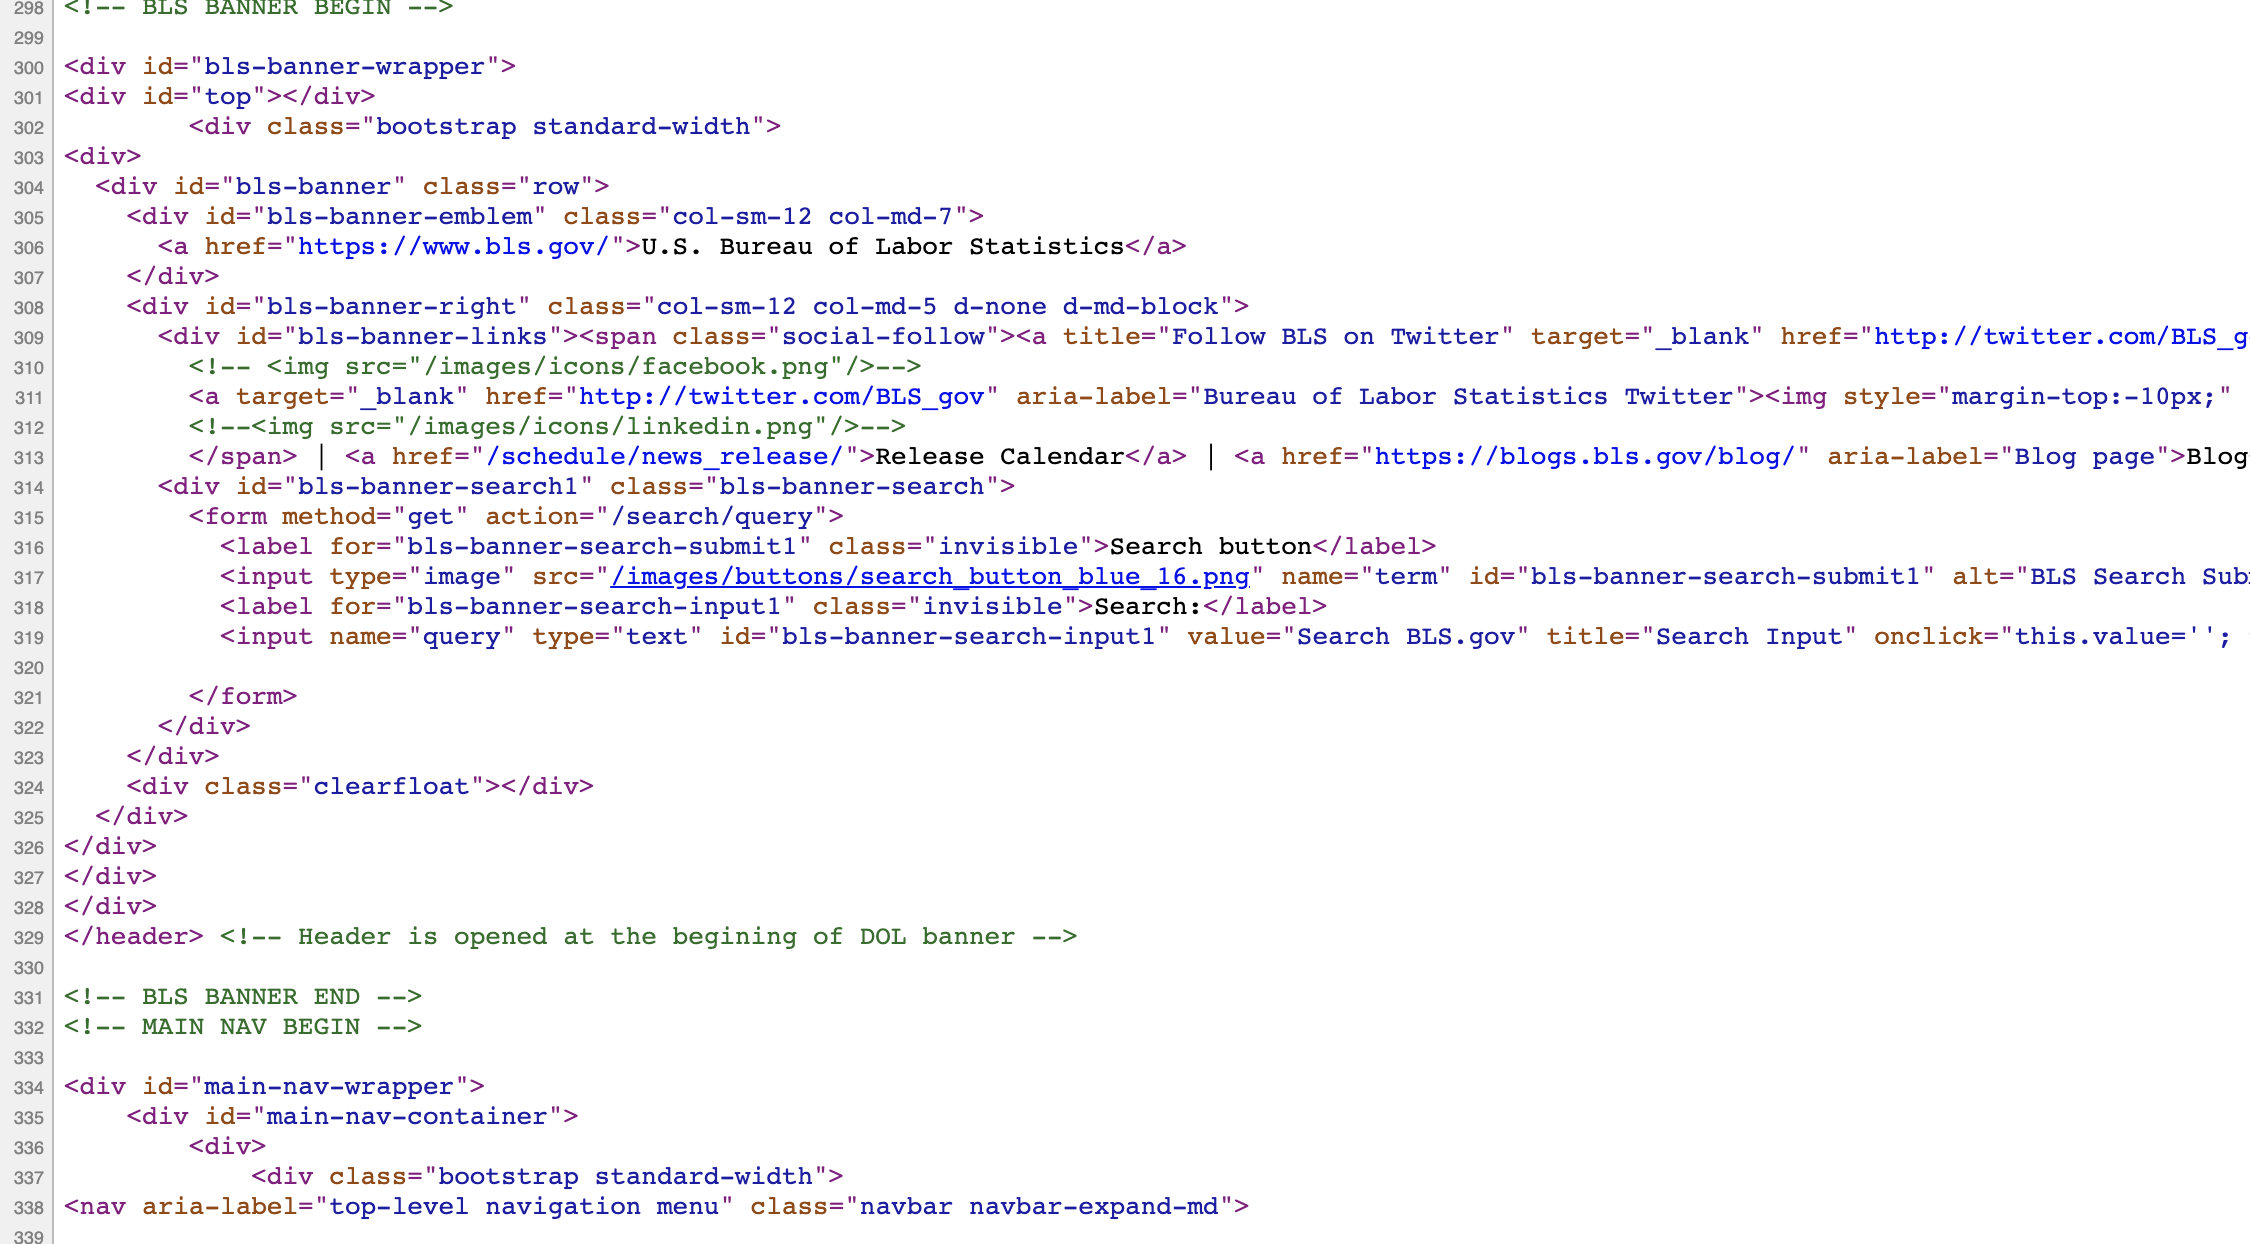 298 <!-- BLS BANNER BEGIN -->
299
300 <div id="bls-banner-wrapper">
301 <div id="top"></div>
302         <div class="bootstrap standard-width">
303 <div>
304   <div id="bls-banner" class="row">
305     <div id="bls-banner-emblem" class="col-sm-12 col-md-7">
306       <a href="https://www.bls.gov/">U.S. Bureau of Labor Statistics</a>
307     </div>
308     <div id="bls-banner-right" class="col-sm-12 col-md-5 d-none d-md-block">
309       <div id="bls-banner-links"><span class="social-follow"><a title="Follow BLS on Twitter" target="_blank" href="http://twitter.com/BLS_g
310         <!-- <img src="/images/icons/facebook.png"/>-->
311         <a target="_blank" href="http://twitter.com/BLS_gov" aria-label="Bureau of Labor Statistics Twitter"><img style="margin-top:-10px;"
312         <!--<img src="/images/icons/linkedin.png"/>-->
313         </span> | <a href="/schedule/news_release/">Release Calendar</a> | <a href="https://blogs.bls.gov/blog/" aria-label="Blog page">Blog
314       <div id="bls-banner-search1" class="bls-banner-search">
315         <form method="get" action="/search/query">
316           <label for="bls-banner-search-submit1" class="invisible">Search button</label>
317           <input type="image" src="/images/buttons/search_button_blue_16.png" name="term" id="bls-banner-search-submit1" alt="BLS Search Sub
318           <label for="bls-banner-search-input1" class="invisible">Search:</label>
319           <input name="query" type="text" id="bls-banner-search-input1" value="Search BLS.gov" title="Search Input" onclick="this.value='';
320
321         </form>
322       </div>
323     </div>
324     <div class="clearfloat"></div>
325   </div>
326 </div>
327 </div>
328 </div>
329 </header> <!-- Header is opened at the begining of DOL banner -->
330
331 <!-- BLS BANNER END -->
332 <!-- MAIN NAV BEGIN -->
333
334 <div id="main-nav-wrapper">
335     <div id="main-nav-container">
336         <div>
337             <div class="bootstrap standard-width">
338 <nav aria-label="top-level navigation menu" class="navbar navbar-expand-md">
339